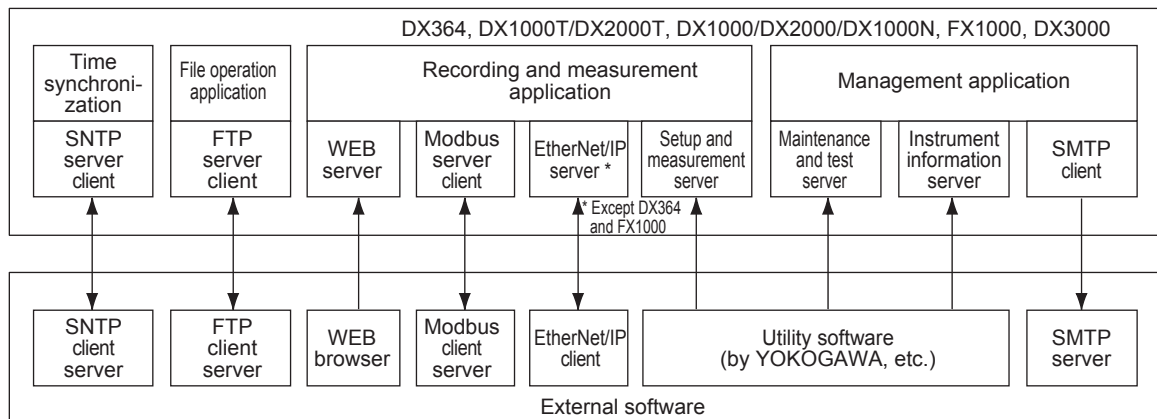 DX364, DX1000T/DX2000T, DX1000/DX2000/DX1000N, FX1000, DX3000
Time
synchroni-
zation
File operation
application
Recording and measurement
application
Management application
SNTP
server
client
FTP
server
client
WEB
server
Modbus
server
client
EtherNet/IP
server *
Setup and
measurement
server
Maintenance
and test
server
Instrument
information
server
SMTP
client
* Except DX364
and FX1000
SNTP
client
server
FTP
client
server
WEB
browser
Modbus
client
server
EtherNet/IP
client
Utility software
(by YOKOGAWA, etc.)
SMTP
server
External software